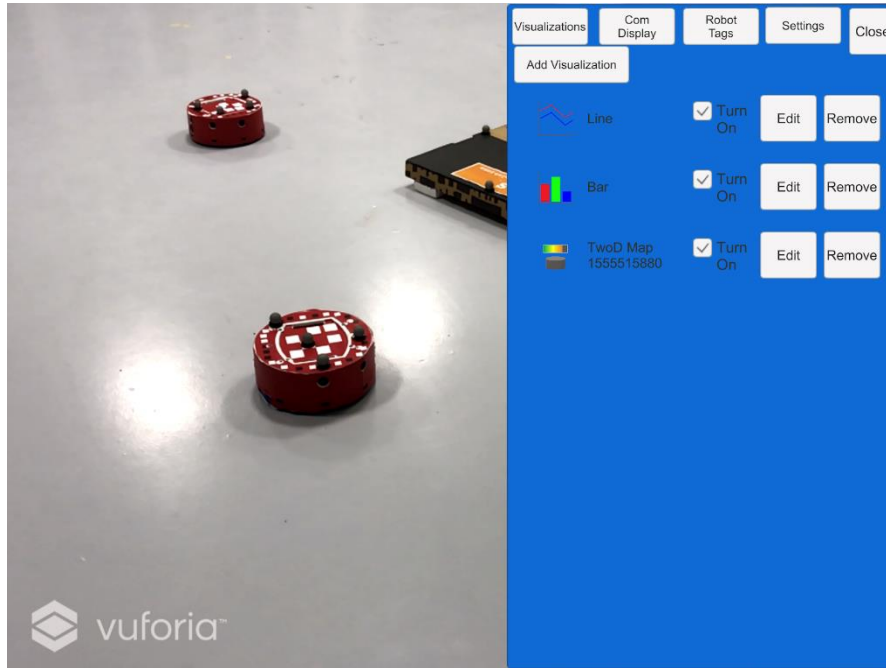 Visualizations
Com
Display
Robot
Tags
Settings
Close
Add Visualization
Line
Turn
On
Edit
Remove
Bar
Turn
On
Edit
Remove
TwoD Map
1555515880
Turn
On
Edit
Remove
vuforia™